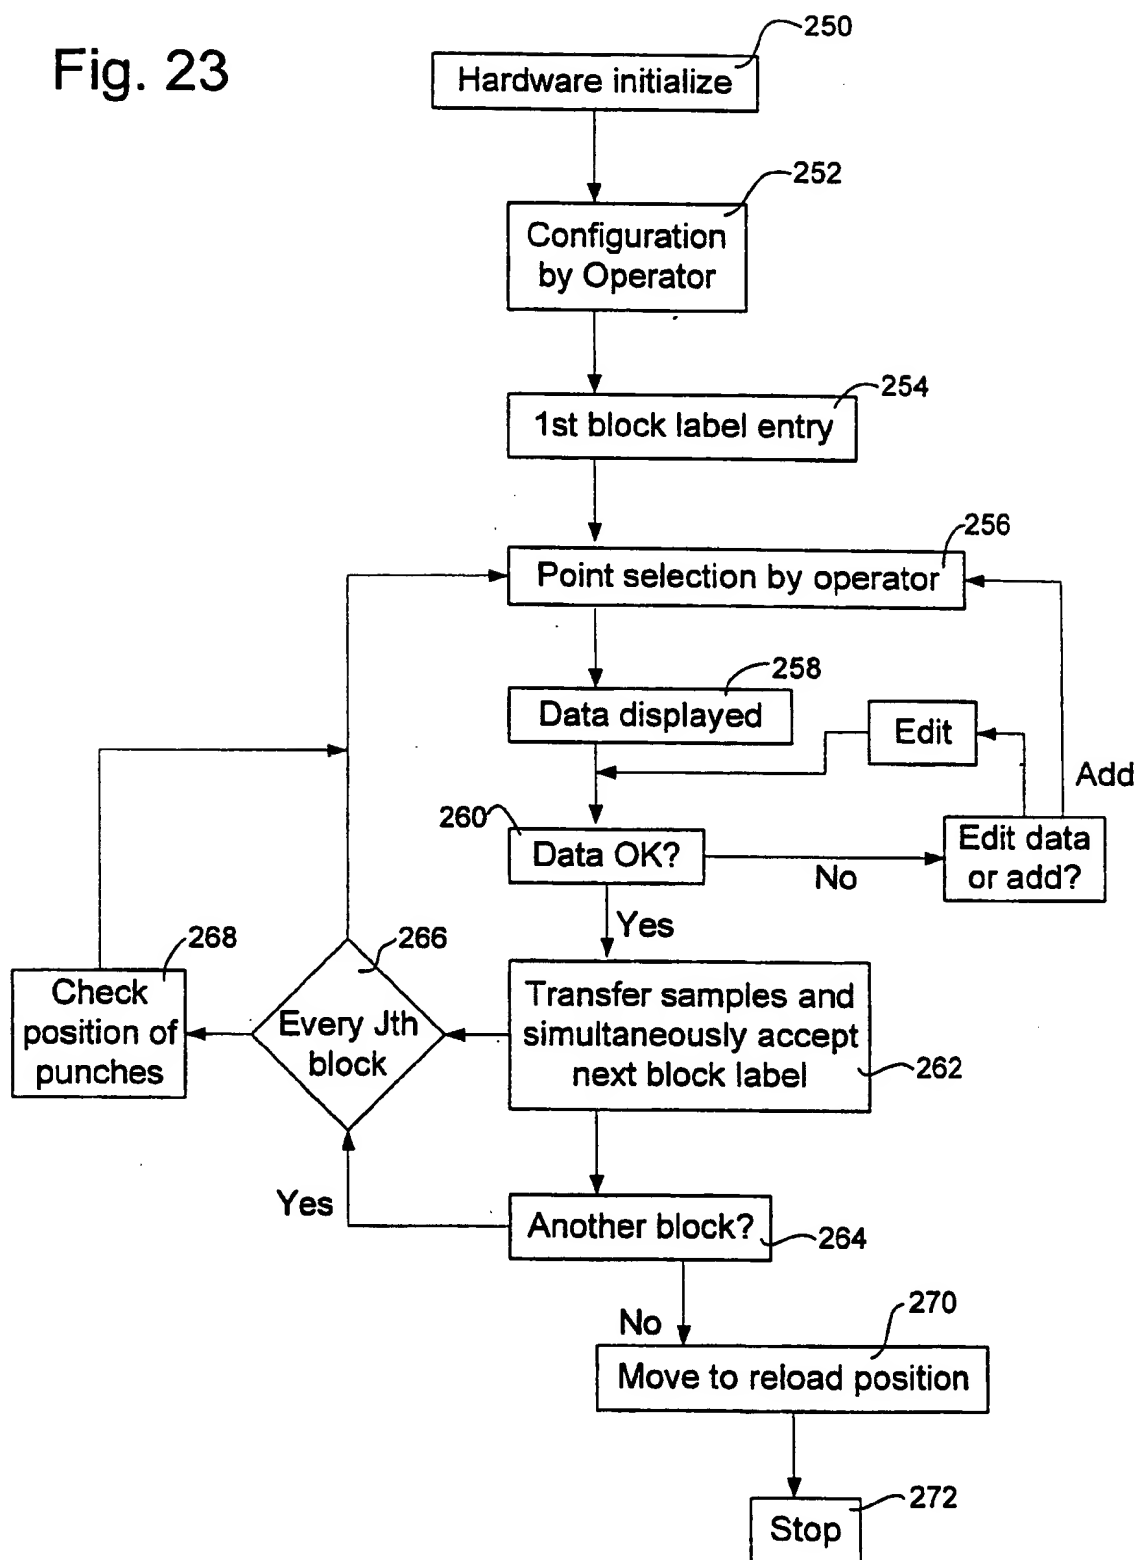 Fig. 23
250
Hardware initialize
252
Configuration
by Operator
254
1st block label entry
256
Point selection by operator
258
Data displayed
Edit
Add
260
Data OK?
No
Edit data
or add?
Yes
268
266
Check
position of
punches
Every Jth
block
Transfer samples and
simultaneously accept
next block label
262
Yes
Another block?
264
No
270
Move to reload position
272
Stop